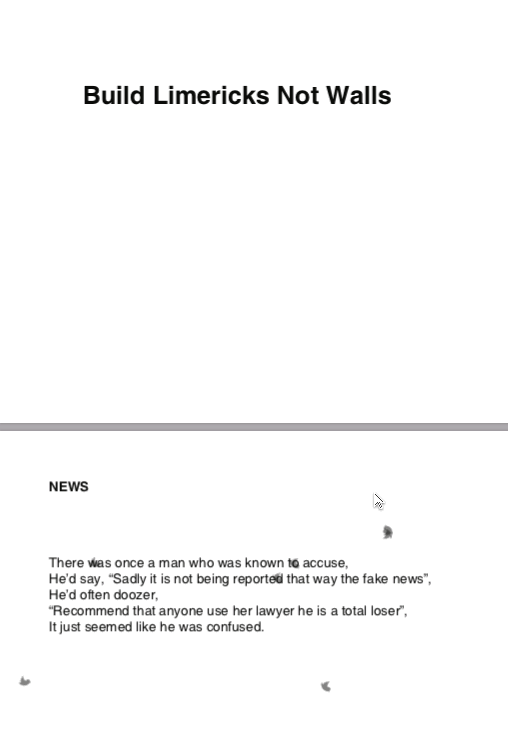 Build Limericks Not Walls
NEWS
There was once a man who was known to accuse,
He'd say, “Sadly it is not being reported that way the fake news”,
He'd often doozer,
“Recommend that anyone use her lawyer he is a total loser”,
It just seemed like he was confused.